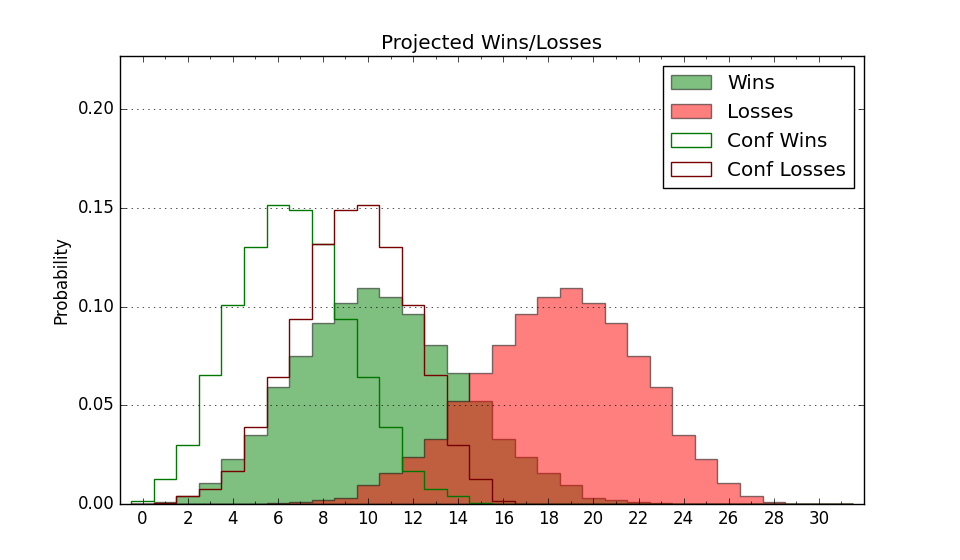 Projected Wins/Losses
Wins
Losses
Conf Wins
Conf Losses
Probability
0.20
0.15
0.10
0.05
0.00
0 2 4 6 8 10 12 14 16 18 20 22 24 26 28 30